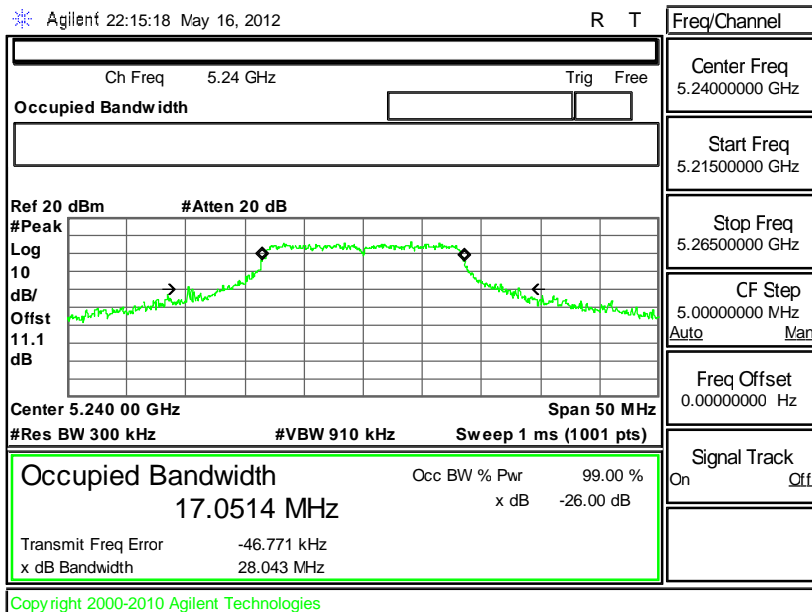 Agilent 22:15:18 May 16, 2012 R T
Ch Freq 5.24 GHz Trig Free
Occupied Bandwidth
Ref 20 dBm #Atten 20 dB
#Peak
Log
10
dB/
Offst
11.1
dB
Center 5.240 00 GHz Span 50 MHz
#Res BW 300 kHz #VBW 910 kHz Sweep 1 ms (1001 pts)
Occupied Bandwidth
17.0514 MHz
Occ BW % Pwr 99.00 %
x dB -26.00 dB
Transmit Freq Error -46.771 kHz
x dB Bandwidth 28.043 MHz
Copyright 2000-2010 Agilent Technologies
Freq/Channel
Center Freq
5.24000000 GHz
Start Freq
5.21500000 GHz
Stop Freq
5.26500000 GHz
CF Step
5.00000000 MHz
Auto Man
Freq Offset
0.00000000 Hz
Signal Track
On Off